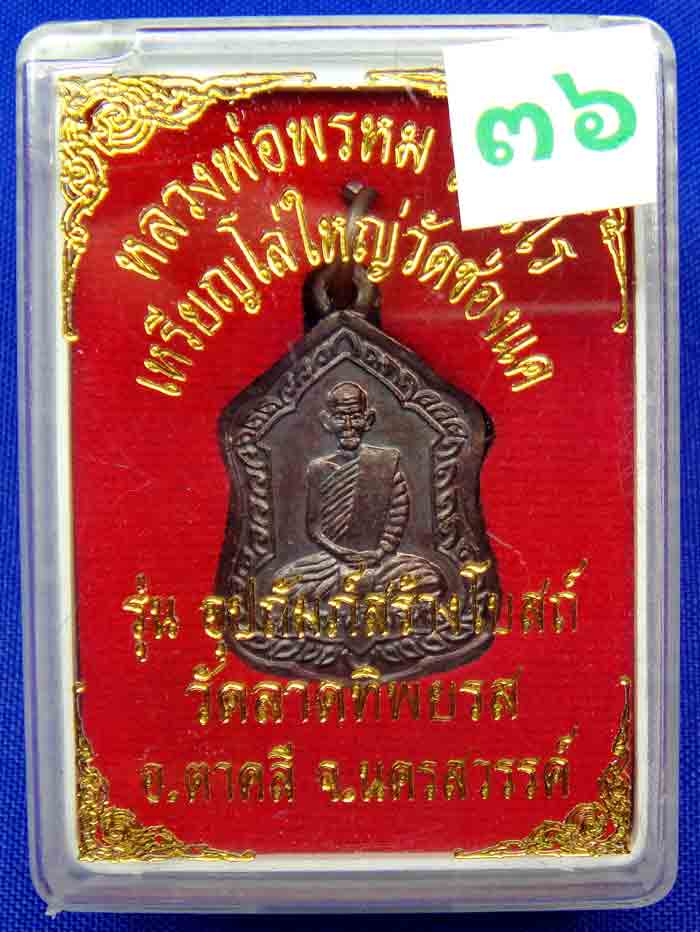 ๓๖
หลวงพ่อพรหม
เหรียญโล่ใหญ่วัดช่องแค
รุ่น อุปถัมภ์สร้างโบสถ์
วัดลาดทิพยรส
อ.ตาคลี จ.นครสวรรค์